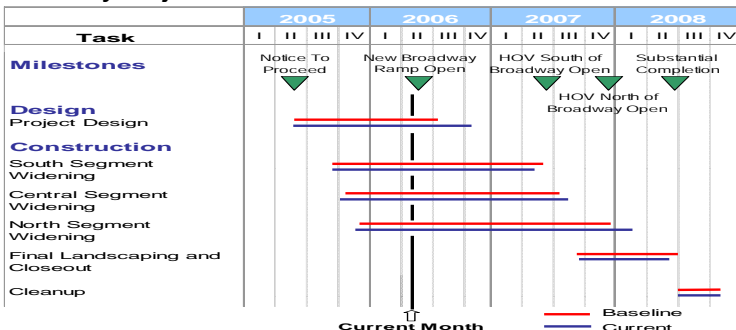 2005 2006 2007 2008
Task I II III IV I II III IV I II III IV I II III IV
Milestones
Notice To
Proceed
New Broadway
Ramp Open
HOV South of
Broadway Open
Substantial
Completion
HOV North of
Broadway Open
Design
Project Design
Construction
South Segment
Widening
Central Segment
Widening
North Segment
Widening
Final Landscaping and
Closeout
Cleanup
Current Month
Baseline
Current